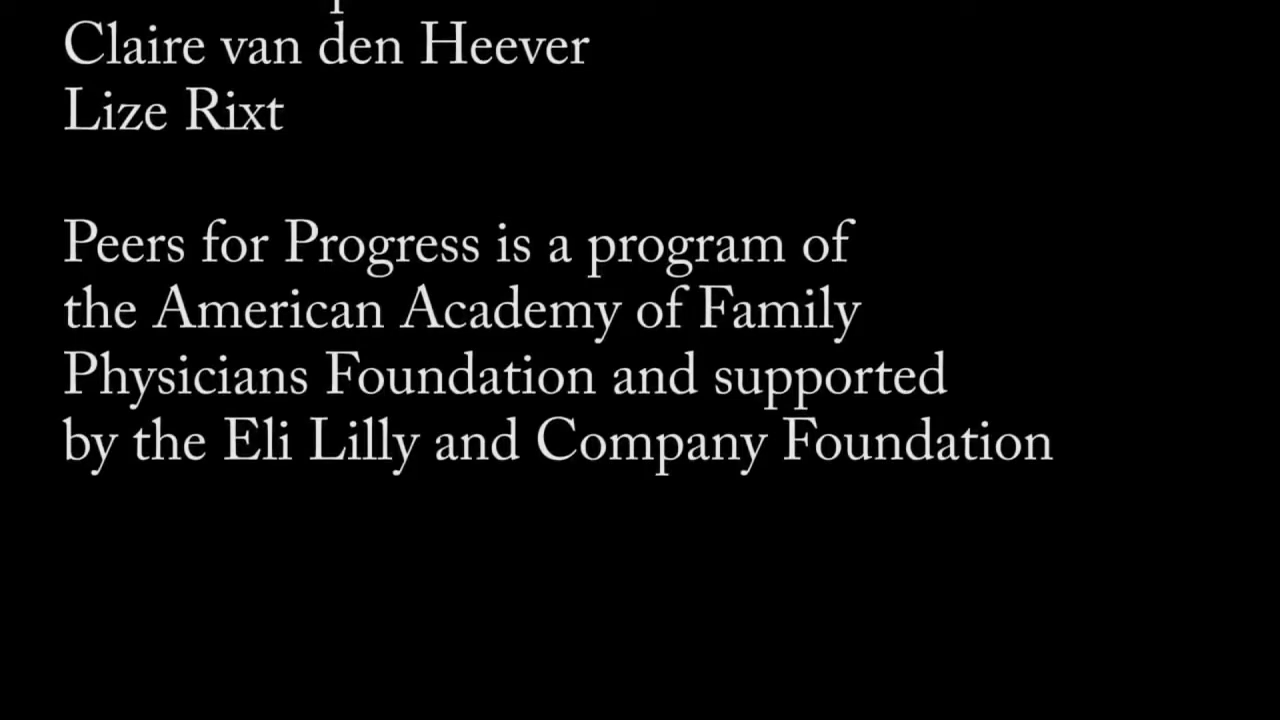 Claire van den Heever
Lize Rixt
Peers for Progress is a program of
the American Academy of Family
Physicians Foundation and supported
by the Eli Lilly and Company Foundation